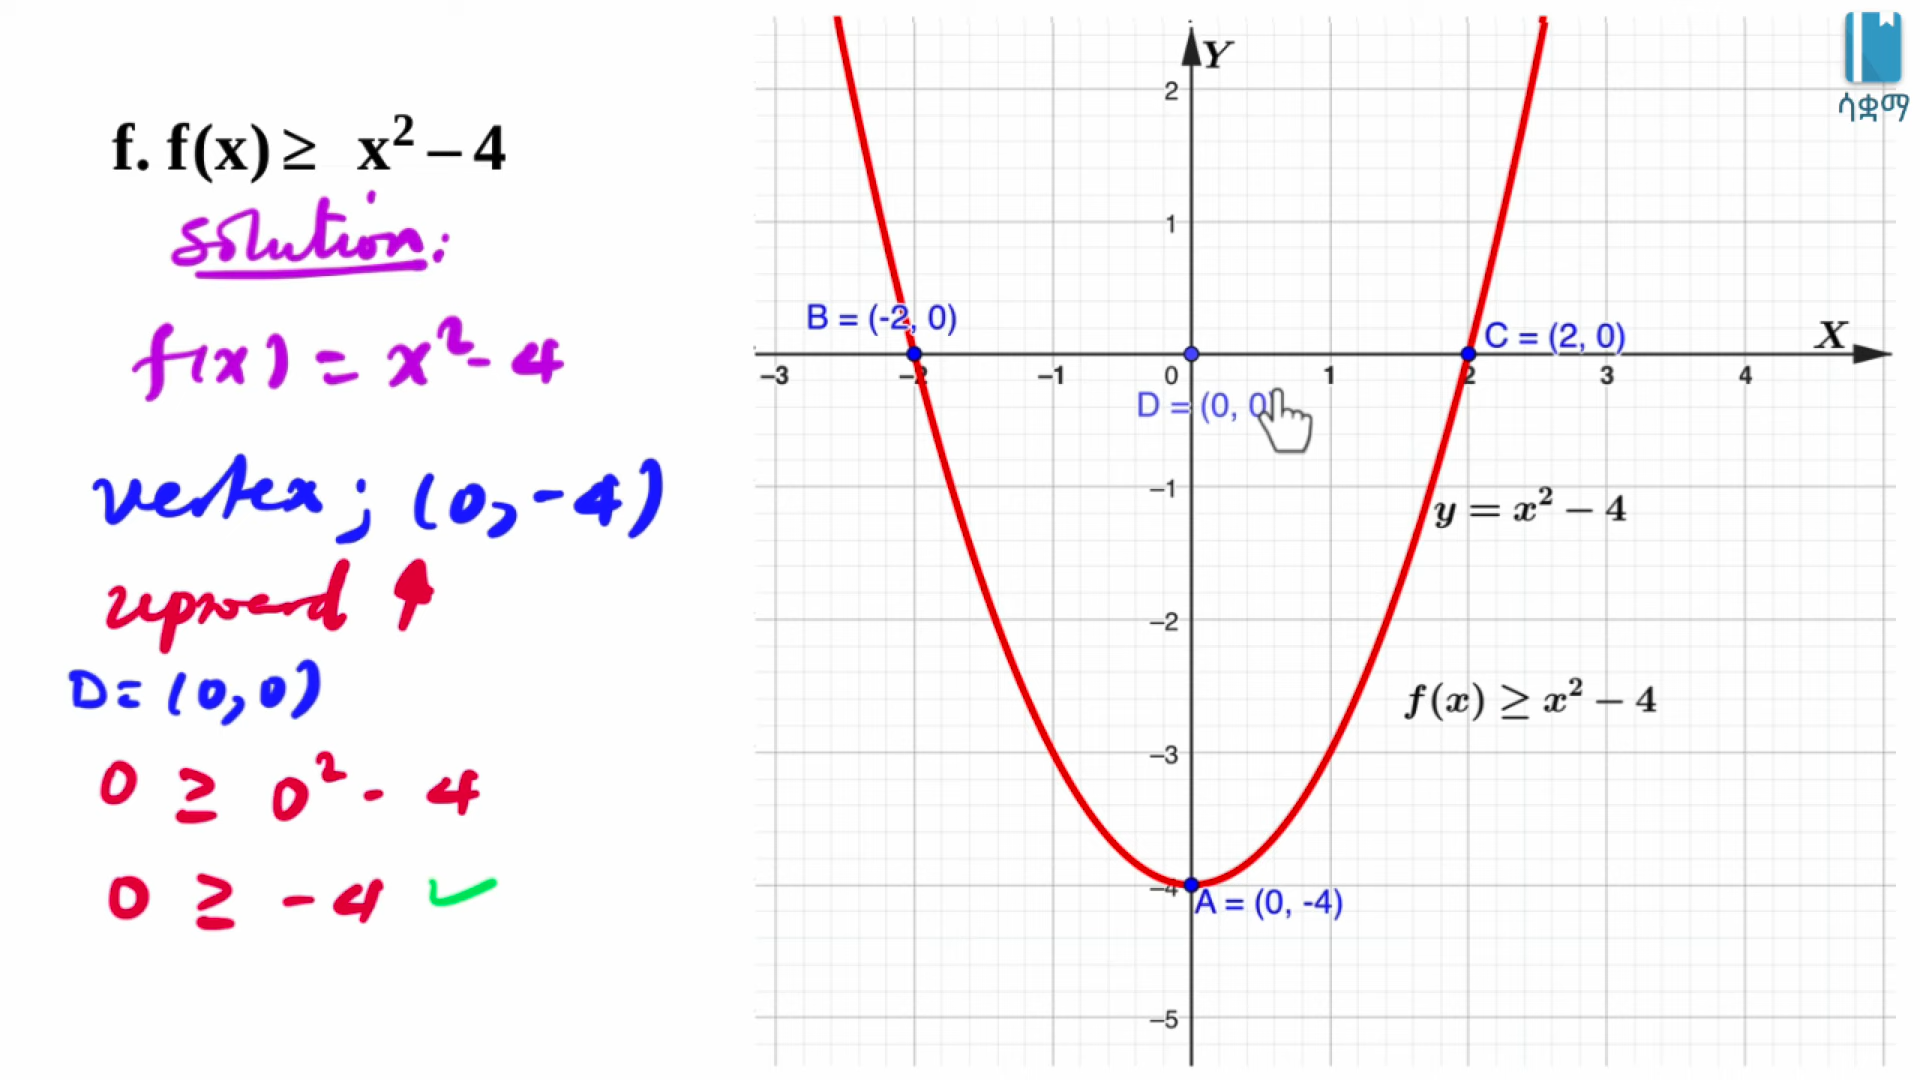 f. f(x) ≥ x² – 4
solution:
f(x) = x² - 4
vertex; (0, -4)
upward
D = (0,0)
0 ≥ 0² - 4
0 ≥ -4 ✓
Y
X
2
1
–3
–2
–1
0
1
2
3
4
–1
–2
–3
–4
–5
B = (-2, 0)
C = (2, 0)
D = (0, 0
y = x² − 4
f(x) ≥ x² − 4
A = (0, -4)
ሳቋማ